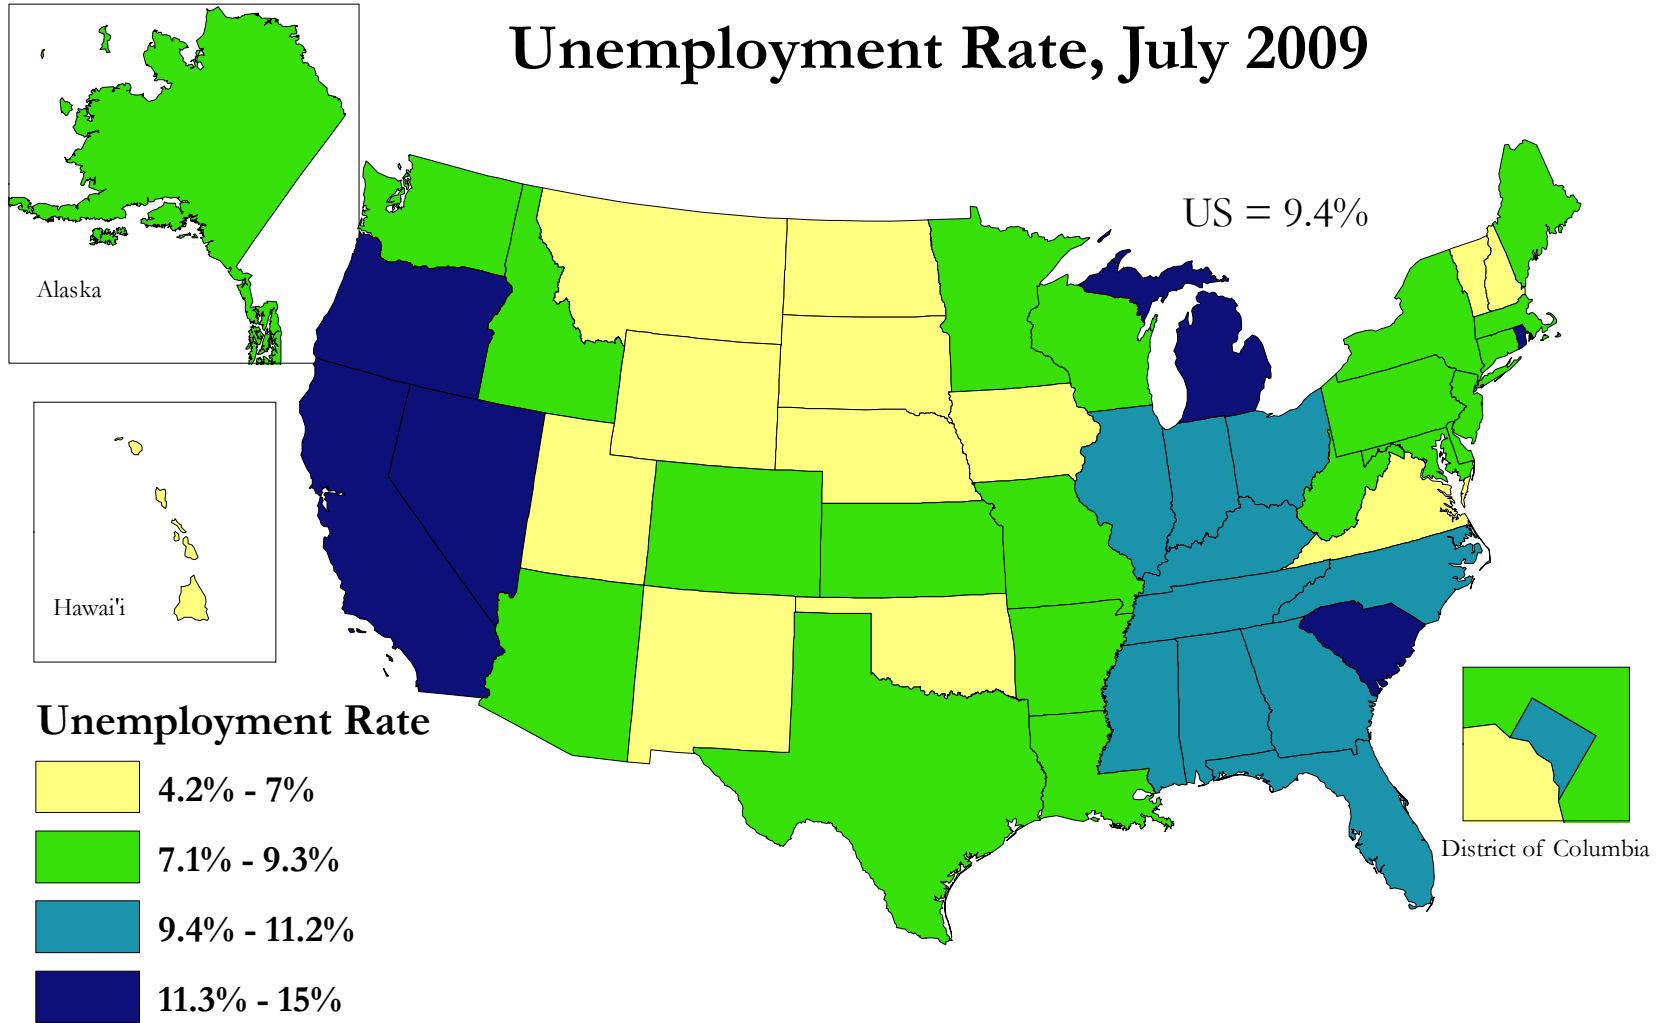 Unemployment Rate, July 2009
US = 9.4%
Alaska
Hawai'i
Unemployment Rate
4.2% - 7%
7.1% - 9.3%
9.4% - 11.2%
11.3% - 15%
District of Columbia